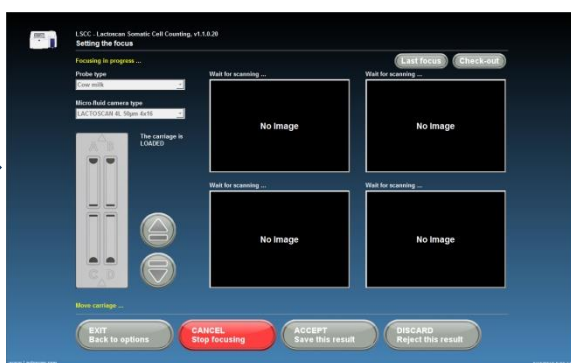 LSCC - Lactoscan Somatic Cell Counting, v1.1.0.20
Setting the focus
Focusing in progress ...
Last focus
Check-out
Probe type
Cow milk
Micro fluid camera type
LACTOSCAN 4L 50µm 4x16
The carriage is
LOADED
A B
C D
Wait for scanning ...
No Image
Wait for scanning ...
No Image
Wait for scanning ...
No Image
Wait for scanning ...
No Image
Move carriage ...
EXIT
Back to options
CANCEL
Stop focusing
ACCEPT
Save this result
DISCARD
Reject this result